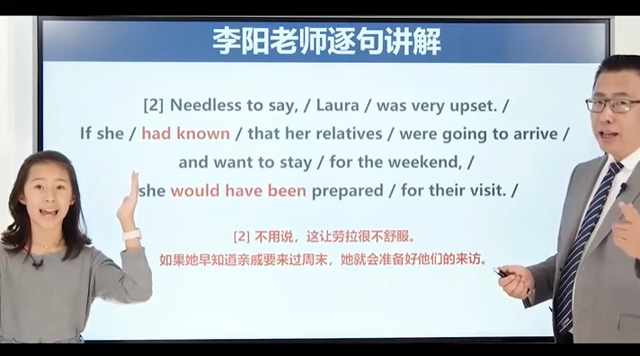 李阳老师逐句讲解
[2] Needless to say, / Laura / was very upset. /
If she / had known / that her relatives / were going to arrive /
and want to stay / for the weekend, /
she would have been prepared / for their visit. /
[2] 不用说，这让劳拉很不舒服。
如果她早知道亲戚要来过周末，她就会准备好他们的来访。